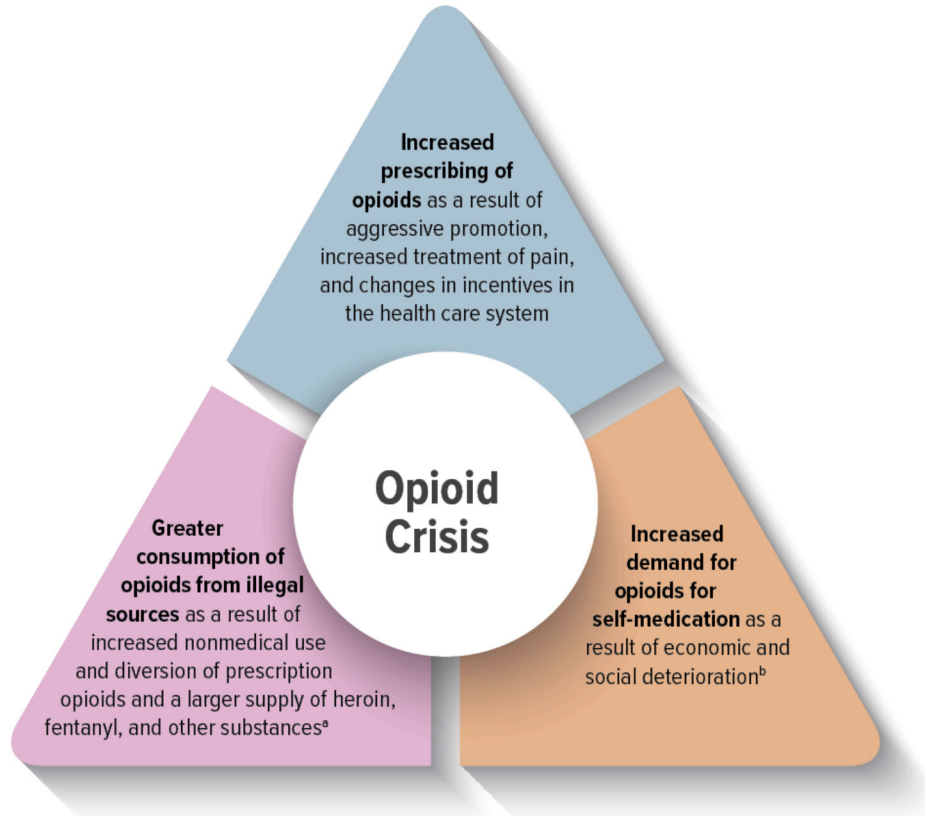 Increased
prescribing of
opioids as a result of
aggressive promotion,
increased treatment of pain,
and changes in incentives in
the health care system
Opioid
Crisis
Greater
consumption of
opioids from illegal
sources as a result of
increased nonmedical use
and diversion of prescription
opioids and a larger supply of heroin,
fentanyl, and other substancesᵃ
Increased
demand for
opioids for
self-medication as a
result of economic and
social deteriorationᵇ